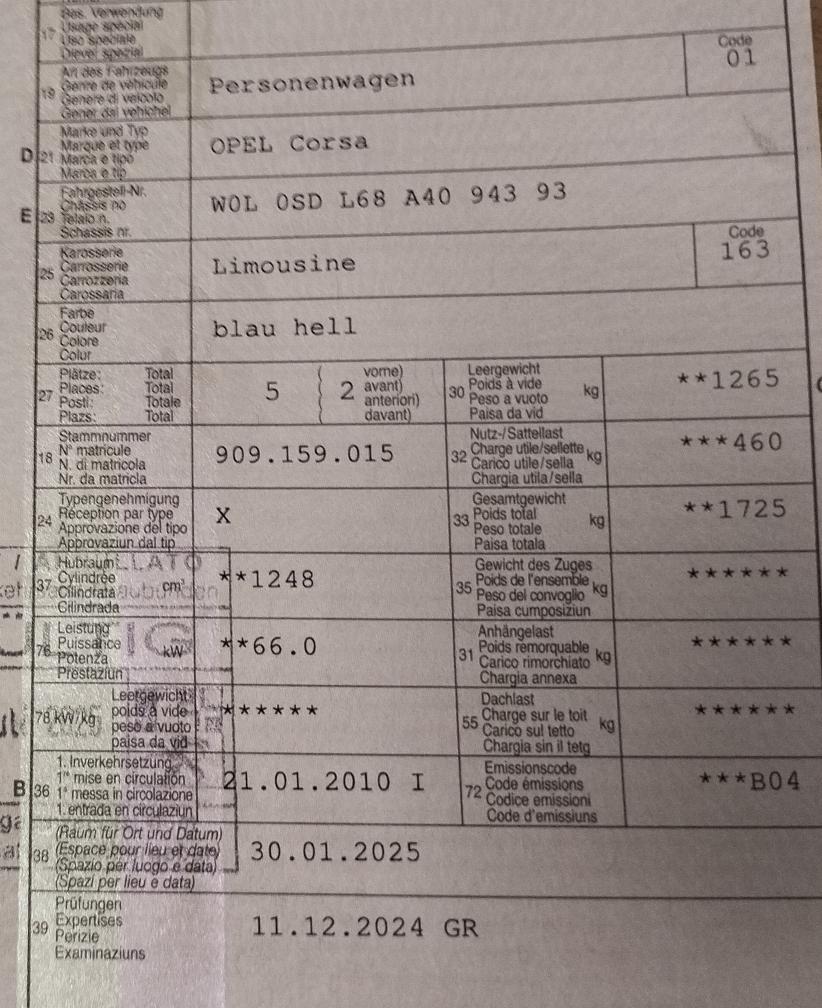 17 Bes. Verwendung
Usage spécial
Uso speciale
Diever spezial
19 Art des Fahrzeugs
Genre de véhicule
Genere di veicolo
Gener dal vehichel
Personenwagen
Code
01
D 21 Marke und Typ
Marque et type
Marca e tipo
Marca e tip
OPEL Corsa
E 23 Fahrgestell-Nr.
Châssis no
Telaio n.
Schassis nr.
W0L 0SD L68 A40 943 93
25 Karosserie
Carrosserie
Carrozzeria
Carossaria
Limousine
Code
163
26 Farbe
Couleur
Colore
Colur
blau hell
27 Plätze: Total
Places: Total
Posti: Totale
Plazs: Total
5 ( 2 vorne)
( avant)
( anteriori)
( davant)
30 Leergewicht
Poids à vide kg
Peso a vuoto
Paisa da vid
**1265
18 Stammnummer
N° matricule
N. di matricola
Nr. da matricla
909.159.015
32 Nutz-/Sattellast
Charge utile/sellette kg
Carico utile/sella
Chargia utila/sella
***460
24 Typengenehmigung
Réception par type
Approvazione del tipo
Approvaziun dal tip
X
33 Gesamtgewicht
Poids total kg
Peso totale
Paisa totala
**1725
37 Hubraum
Cylindrée cm³
Cilindrata
Cilindrada
**1248
35 Gewicht des Zuges
Poids de l'ensemble kg
Peso del convoglio
Paisa cumposiziun
******
76 Leistung
Puissance kW
Potenza
Prestaziun
**66.0
31 Anhängelast
Poids remorquable kg
Carico rimorchiato
Chargia annexa
******
78 kW/kg Leergewicht
poids à vide
peso a vuoto
paisa da vid
******
55 Dachlast
Charge sur le toit kg
Carico sul tetto
Chargia sin il tetg
******
B 36 1. Inverkehrsetzung
1re mise en circulation
1a messa in circolazione
1. entrada en circulaziun
21.01.2010 I
72 Emissionscode
Code émissions
Codice emissioni
Code d'emissiuns
***B04
38 (Raum für Ort und Datum)
(Espace pour lieu et date)
(Spazio per luogo e data)
(Spazi per lieu e data)
30.01.2025
39 Prüfungen
Expertises
Perizie
Examinaziuns
11.12.2024 GR